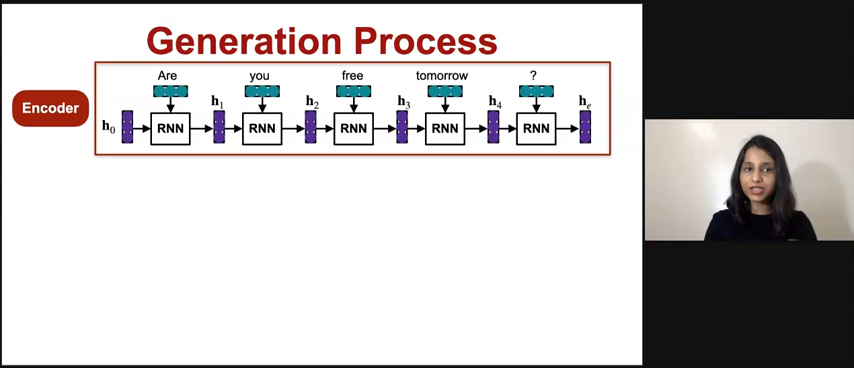 Generation Process
Are you free tomorrow ?
Encoder
h₀ h₁ h₂ h₃ h₄ hₑ
RNN RNN RNN RNN RNN